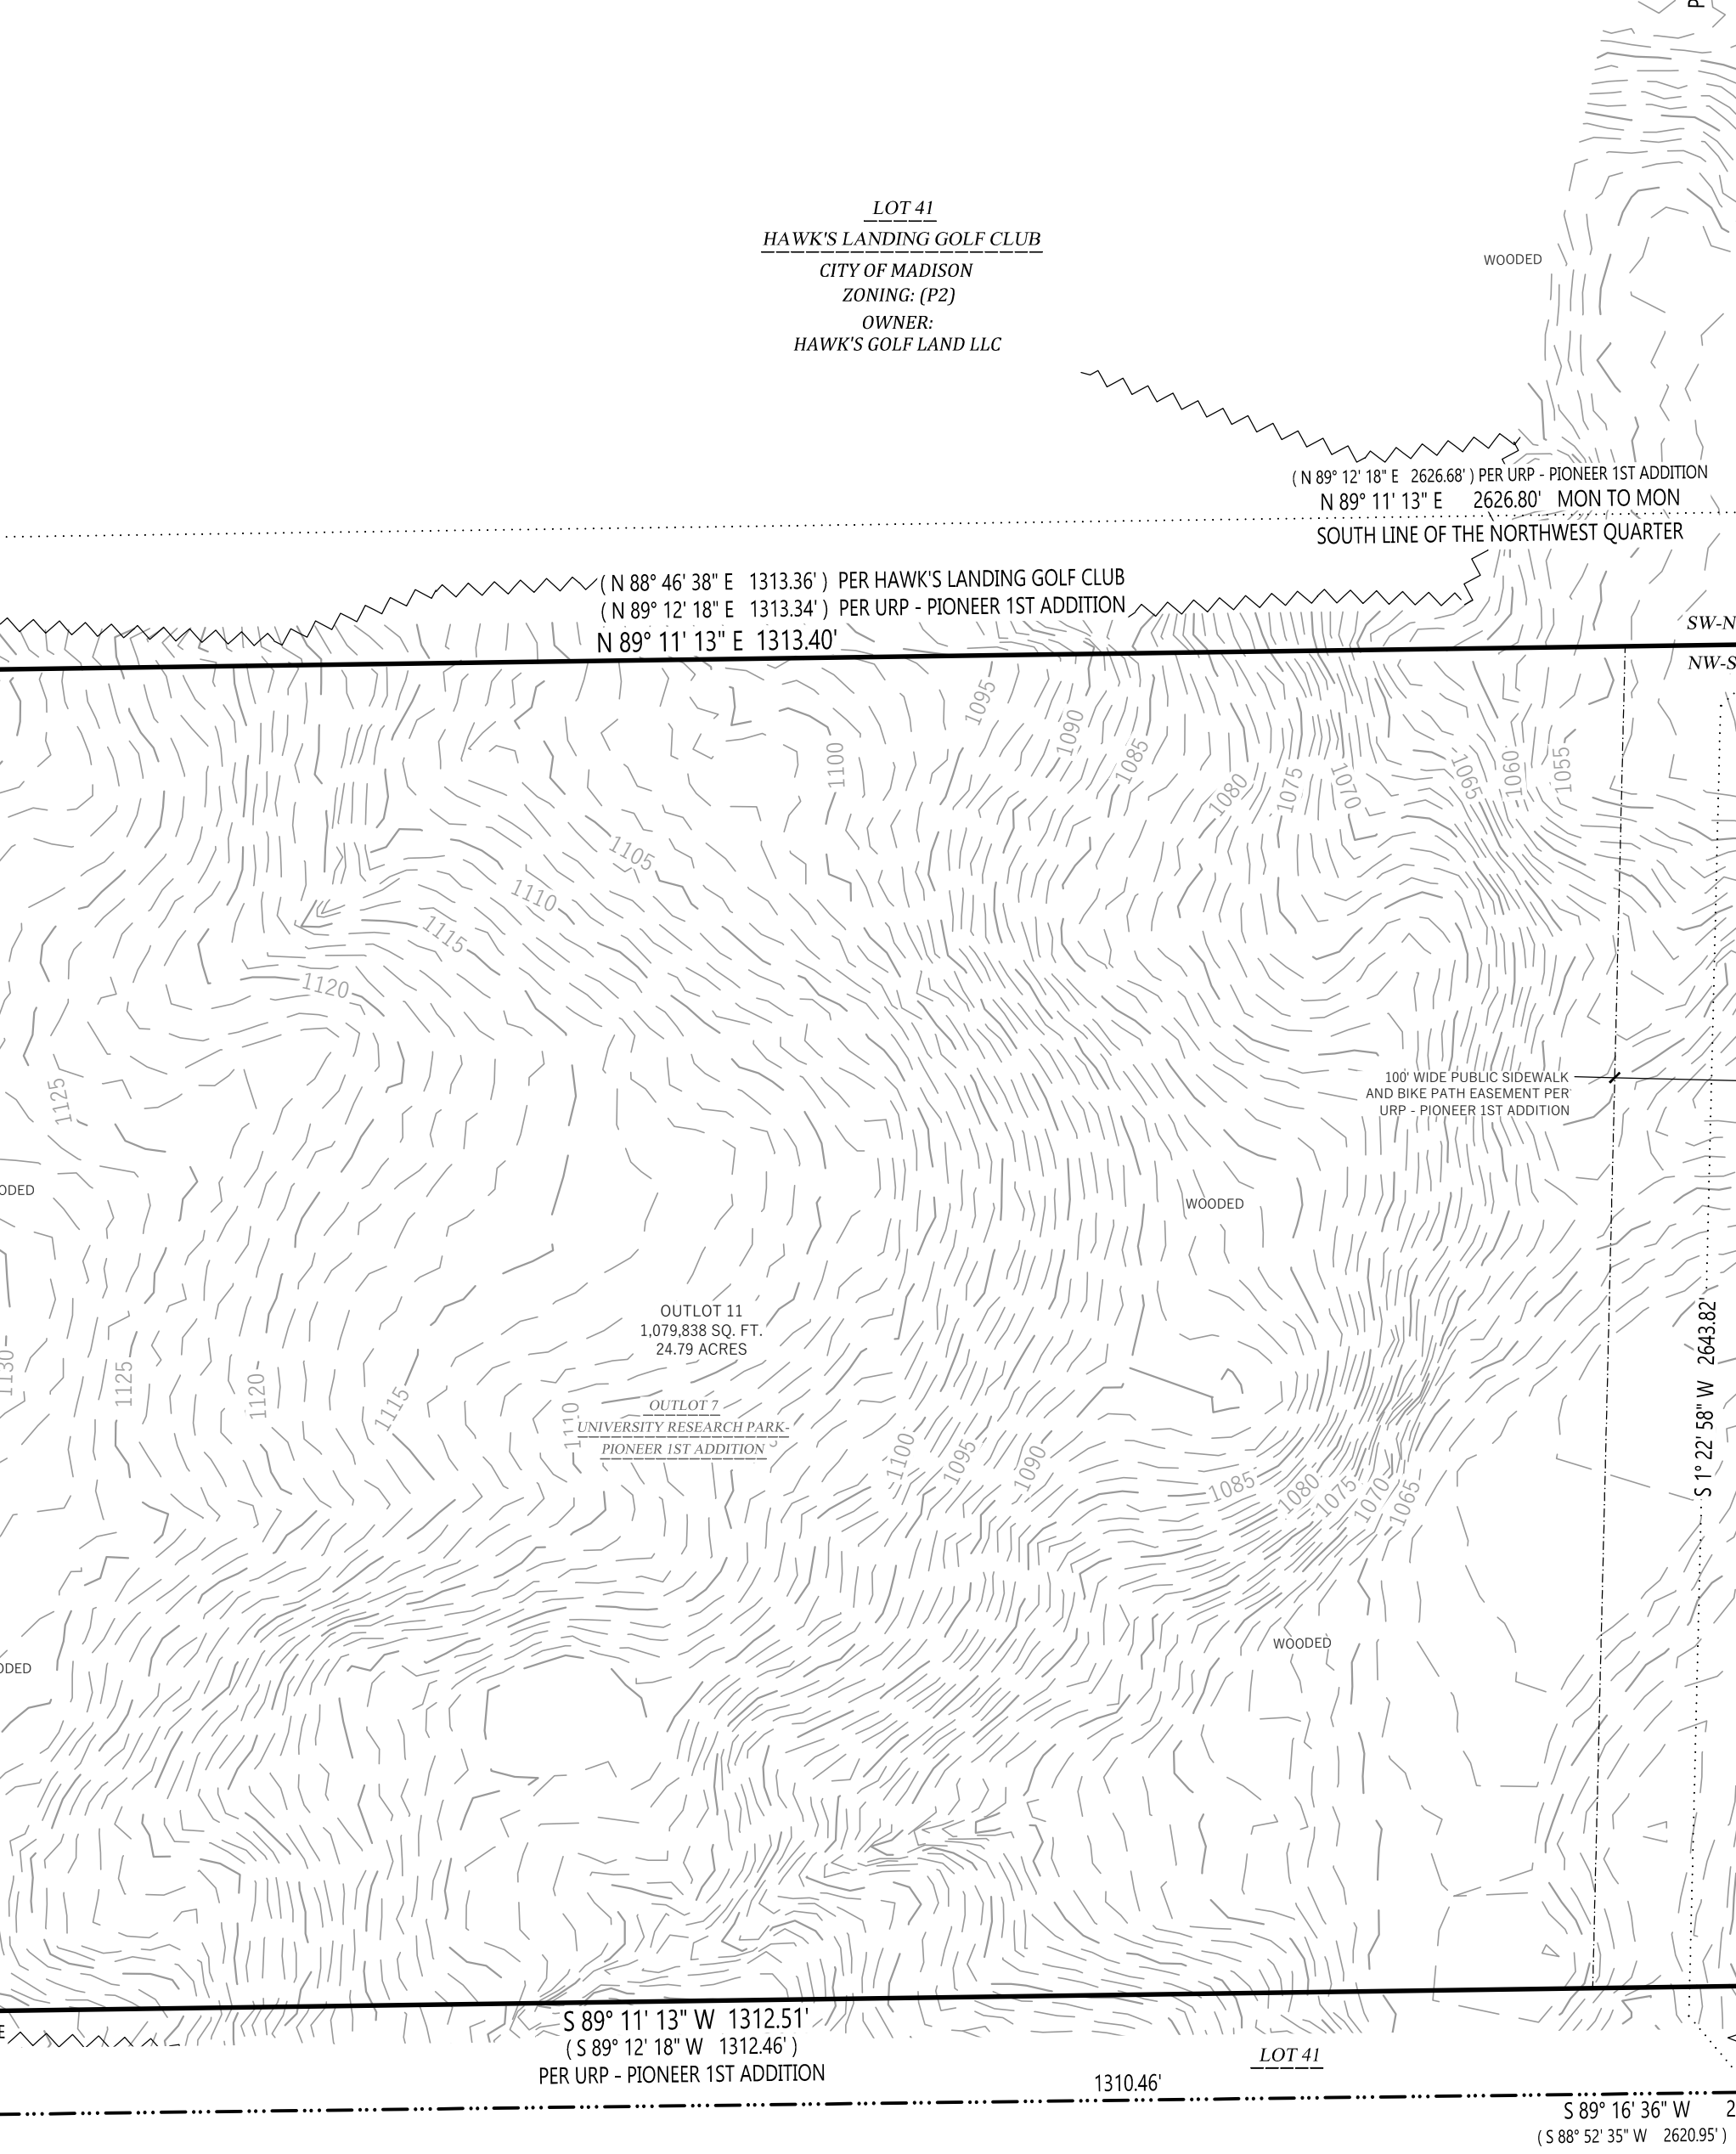 P
LOT 41
HAWK'S LANDING GOLF CLUB
CITY OF MADISON
ZONING: (P2)
OWNER:
HAWK'S GOLF LAND LLC
WOODED
( N 89° 12' 18" E 2626.68' ) PER URP - PIONEER 1ST ADDITION
N 89° 11' 13" E 2626.80' MON TO MON
SOUTH LINE OF THE NORTHWEST QUARTER
( N 88° 46' 38" E 1313.36' ) PER HAWK'S LANDING GOLF CLUB
( N 89° 12' 18" E 1313.34' ) PER URP - PIONEER 1ST ADDITION
N 89° 11' 13" E 1313.40'
SW-N
NW-S
1095
1090
1085
1100
1080
1075
1070
1065
1060
1055
1105
1110
1115
1120
1125
100' WIDE PUBLIC SIDEWALK
AND BIKE PATH EASEMENT PER
URP - PIONEER 1ST ADDITION
ODED
WOODED
OUTLOT 11
1,079,838 SQ. FT.
24.79 ACRES
S 1° 22' 58" W 2643.82'
1130
1125
1120
1115
1110
OUTLOT 7
UNIVERSITY RESEARCH PARK-
PIONEER 1ST ADDITION
1100
1095
1090
1085
1080
1075
1070
1065
WOODED
ODED
E
S 89° 11' 13" W 1312.51'
( S 89° 12' 18" W 1312.46' )
PER URP - PIONEER 1ST ADDITION
LOT 41
1310.46'
S 89° 16' 36" W 2
( S 88° 52' 35" W 2620.95' )